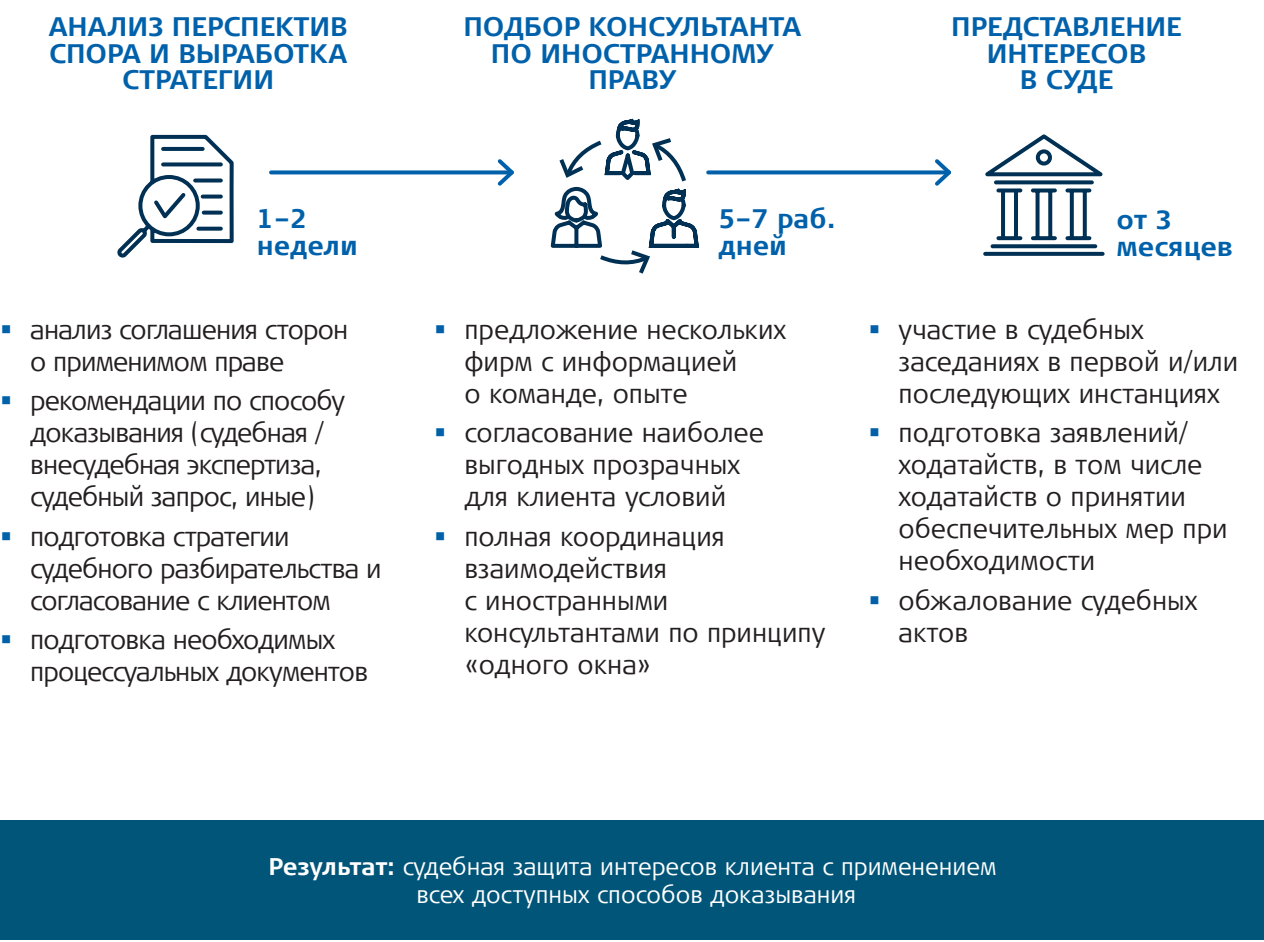 АНАЛИЗ ПЕРСПЕКТИВ
СПОРА И ВЫРАБОТКА
СТРАТЕГИИ
1–2
недели
▪ анализ соглашения сторон
о применимом праве
▪ рекомендации по способу
доказывания (судебная /
внесудебная экспертиза,
судебный запрос, иные)
▪ подготовка стратегии
судебного разбирательства и
согласование с клиентом
▪ подготовка необходимых
процессуальных документов
ПОДБОР КОНСУЛЬТАНТА
ПО ИНОСТРАННОМУ
ПРАВУ
5–7 раб.
дней
▪ предложение нескольких
фирм с информацией
о команде, опыте
▪ согласование наиболее
выгодных прозрачных
для клиента условий
▪ полная координация
взаимодействия
с иностранными
консультантами по принципу
«одного окна»
ПРЕДСТАВЛЕНИЕ
ИНТЕРЕСОВ
В СУДЕ
от 3
месяцев
▪ участие в судебных
заседаниях в первой и/или
последующих инстанциях
▪ подготовка заявлений/
ходатайств, в том числе
ходатайств о принятии
обеспечительных мер при
необходимости
▪ обжалование судебных
актов
Результат: судебная защита интересов клиента с применением
всех доступных способов доказывания